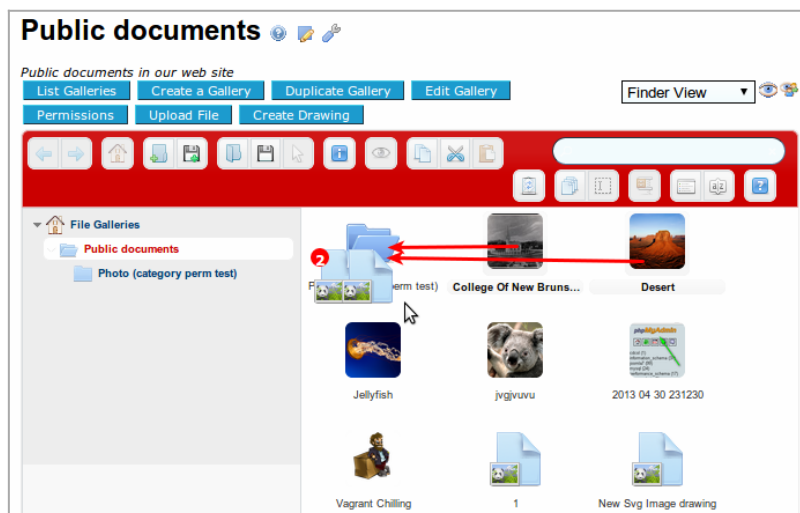 Public documents
Public documents in our web site
List Galleries
Create a Gallery
Duplicate Gallery
Edit Gallery
Finder View
Permissions
Upload File
Create Drawing
File Galleries
Public documents
Photo (category perm test)
2
perm test)
College Of New Bruns...
Desert
phpMyAdmin
Jellyfish
jvgjvuvu
2013 04 30 231230
Vagrant Chilling
1
New Svg Image drawing